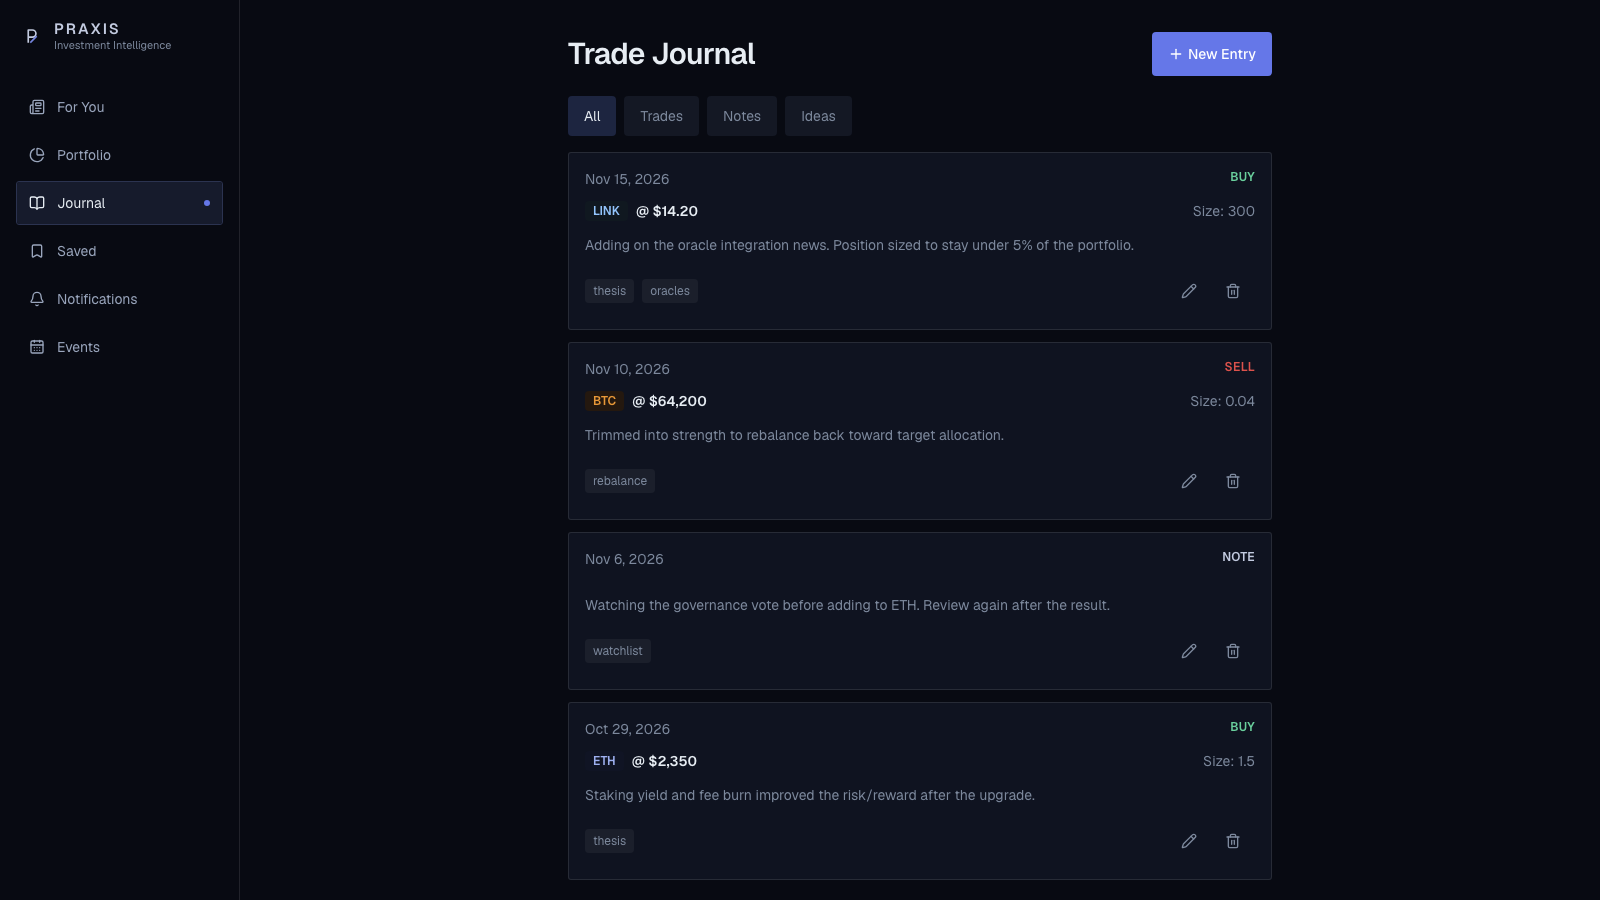 PRAXIS
Investment Intelligence
For You
Portfolio
Journal
Saved
Notifications
Events
Trade Journal
+ New Entry
All Trades Notes Ideas
Nov 15, 2026 BUY
LINK @ $14.20 Size: 300
Adding on the oracle integration news. Position sized to stay under 5% of the portfolio.
thesis oracles
Nov 10, 2026 SELL
BTC @ $64,200 Size: 0.04
Trimmed into strength to rebalance back toward target allocation.
rebalance
Nov 6, 2026 NOTE
Watching the governance vote before adding to ETH. Review again after the result.
watchlist
Oct 29, 2026 BUY
ETH @ $2,350 Size: 1.5
Staking yield and fee burn improved the risk/reward after the upgrade.
thesis